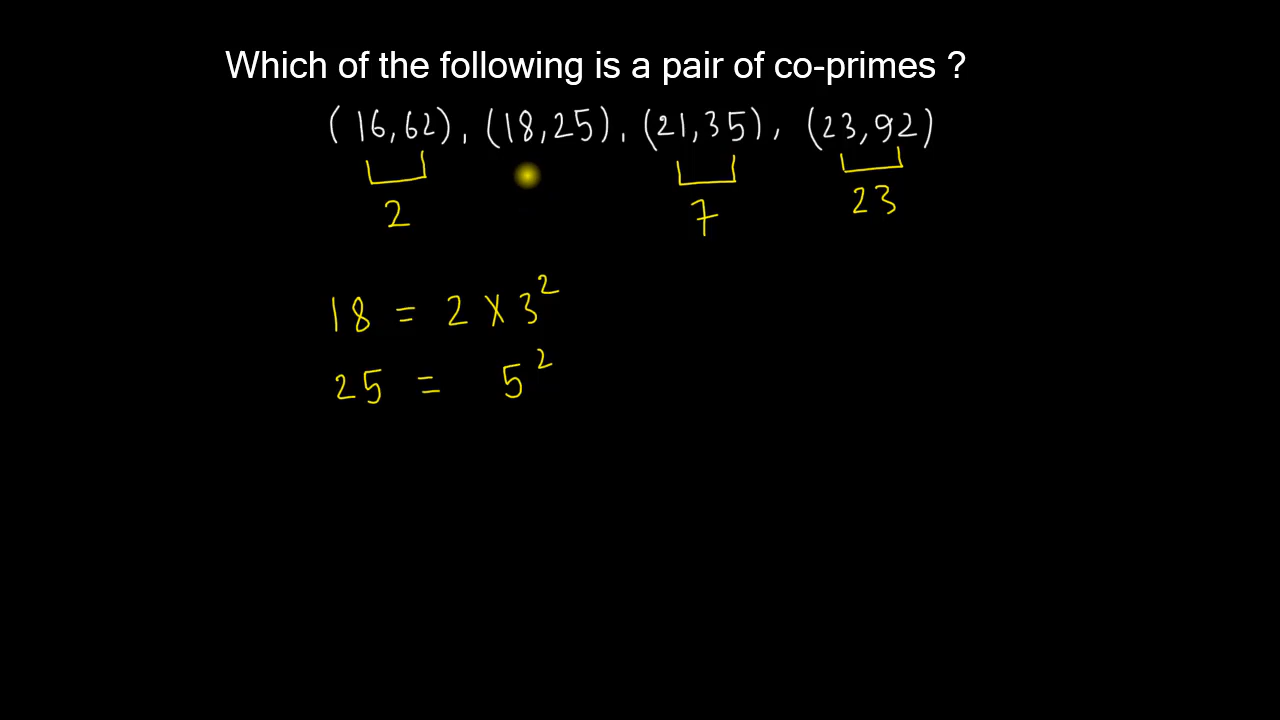 Which of the following is a pair of co-primes ?
(16,62), (18,25), (21,35), (23,92)
2 7 23
18 = 2 × 3²
25 = 5²